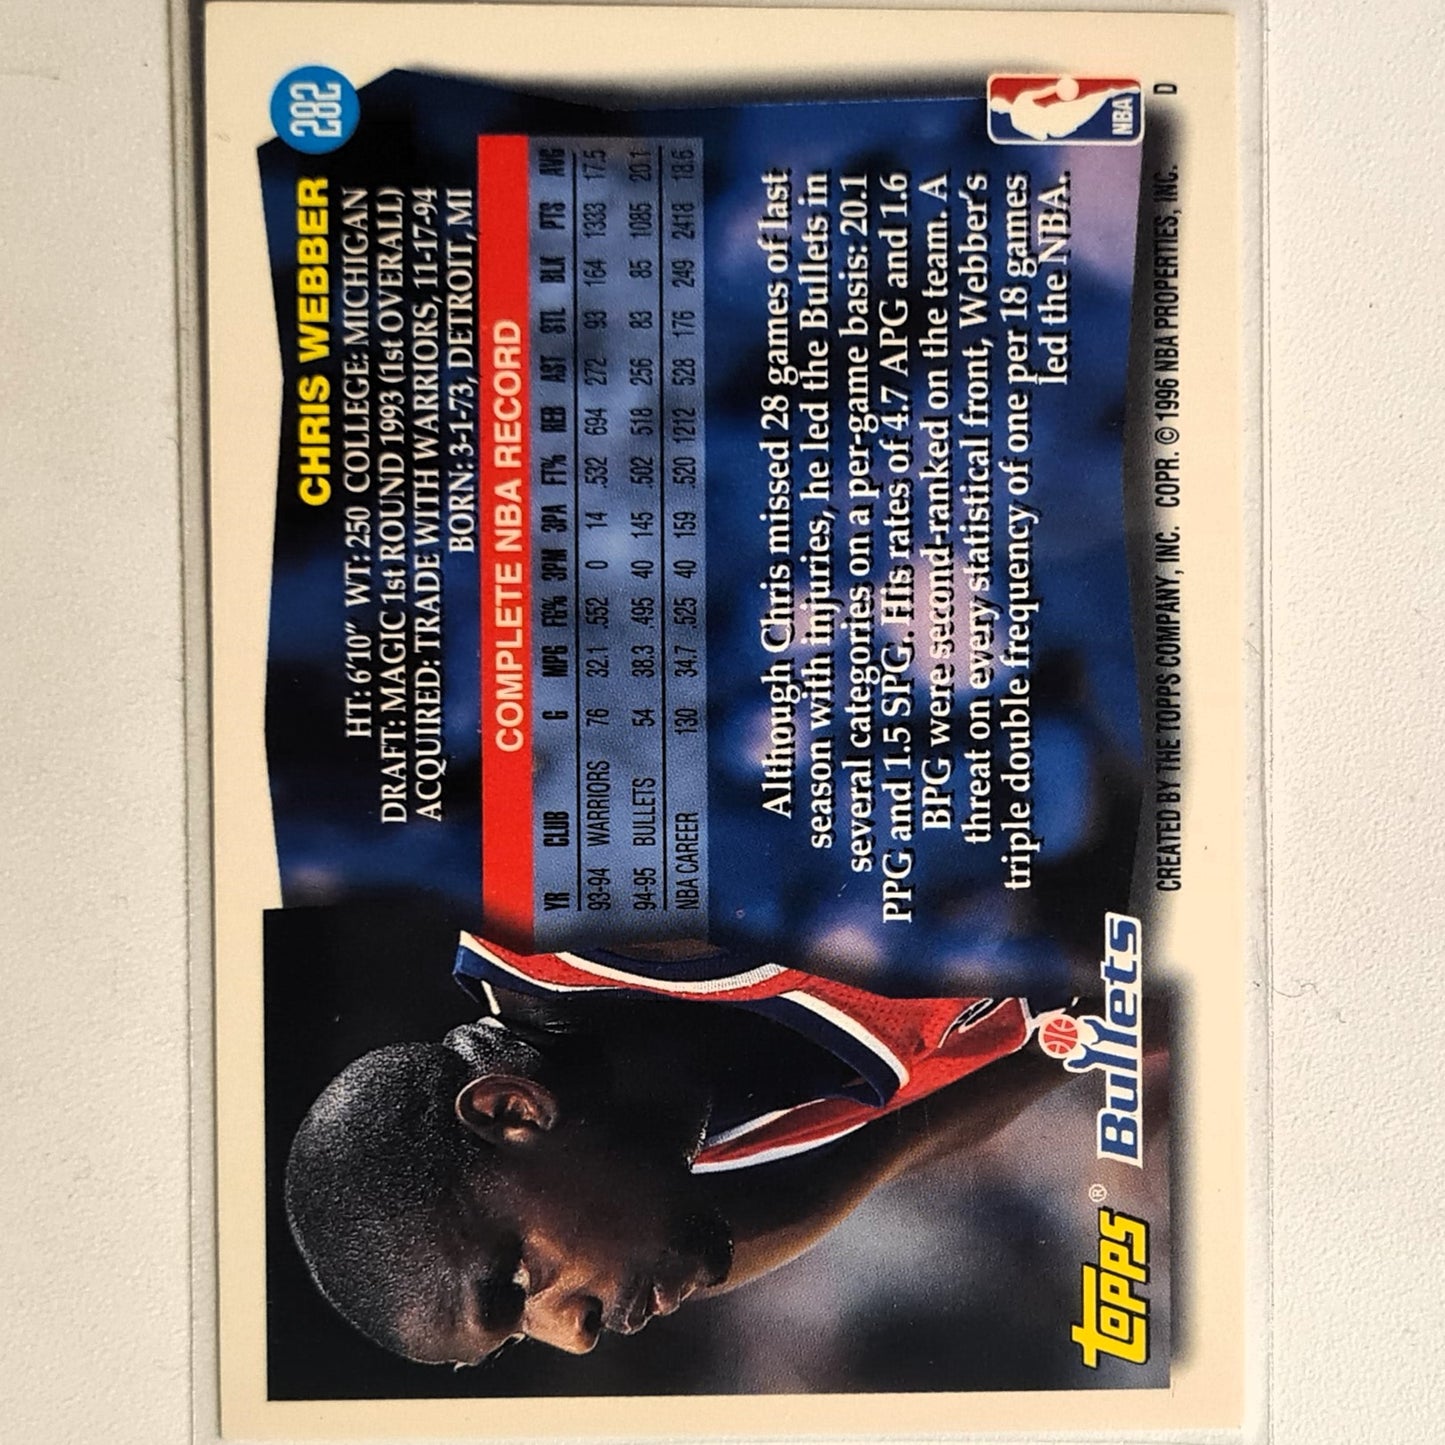 282
CHRIS WEBBER
HT: 6'10" WT: 250 COLLEGE: MICHIGAN
DRAFT: MAGIC 1st ROUND 1993 (1st OVERALL)
ACQUIRED: TRADE WITH WARRIORS, 11-17-94
BORN: 3-1-73, DETROIT, MI
COMPLETE NBA RECORD
YR CLUB G MPG FG% 3PM 3PA FT% REB AST STL BLK PTS AVG
93-94 WARRIORS 76 32.1 .552 0 14 .532 694 272 93 164 1333 17.5
94-95 BULLETS 54 38.3 .495 40 145 .502 518 256 83 85 1085 20.1
NBA CAREER 130 34.7 .525 40 159 .520 1212 528 176 249 2418 18.6
Although Chris missed 28 games of last
season with injuries, he led the Bullets in
several categories on a per-game basis: 20.1
PPG and 1.5 SPG. His rates of 4.7 APG and 1.6
BPG were second-ranked on the team. A
threat on every statistical front, Webber's
triple double frequency of one per 18 games
led the NBA.
NBA
Topps®
Bullets
CREATED BY THE TOPPS COMPANY, INC. COPR. © 1996 NBA PROPERTIES, INC. D